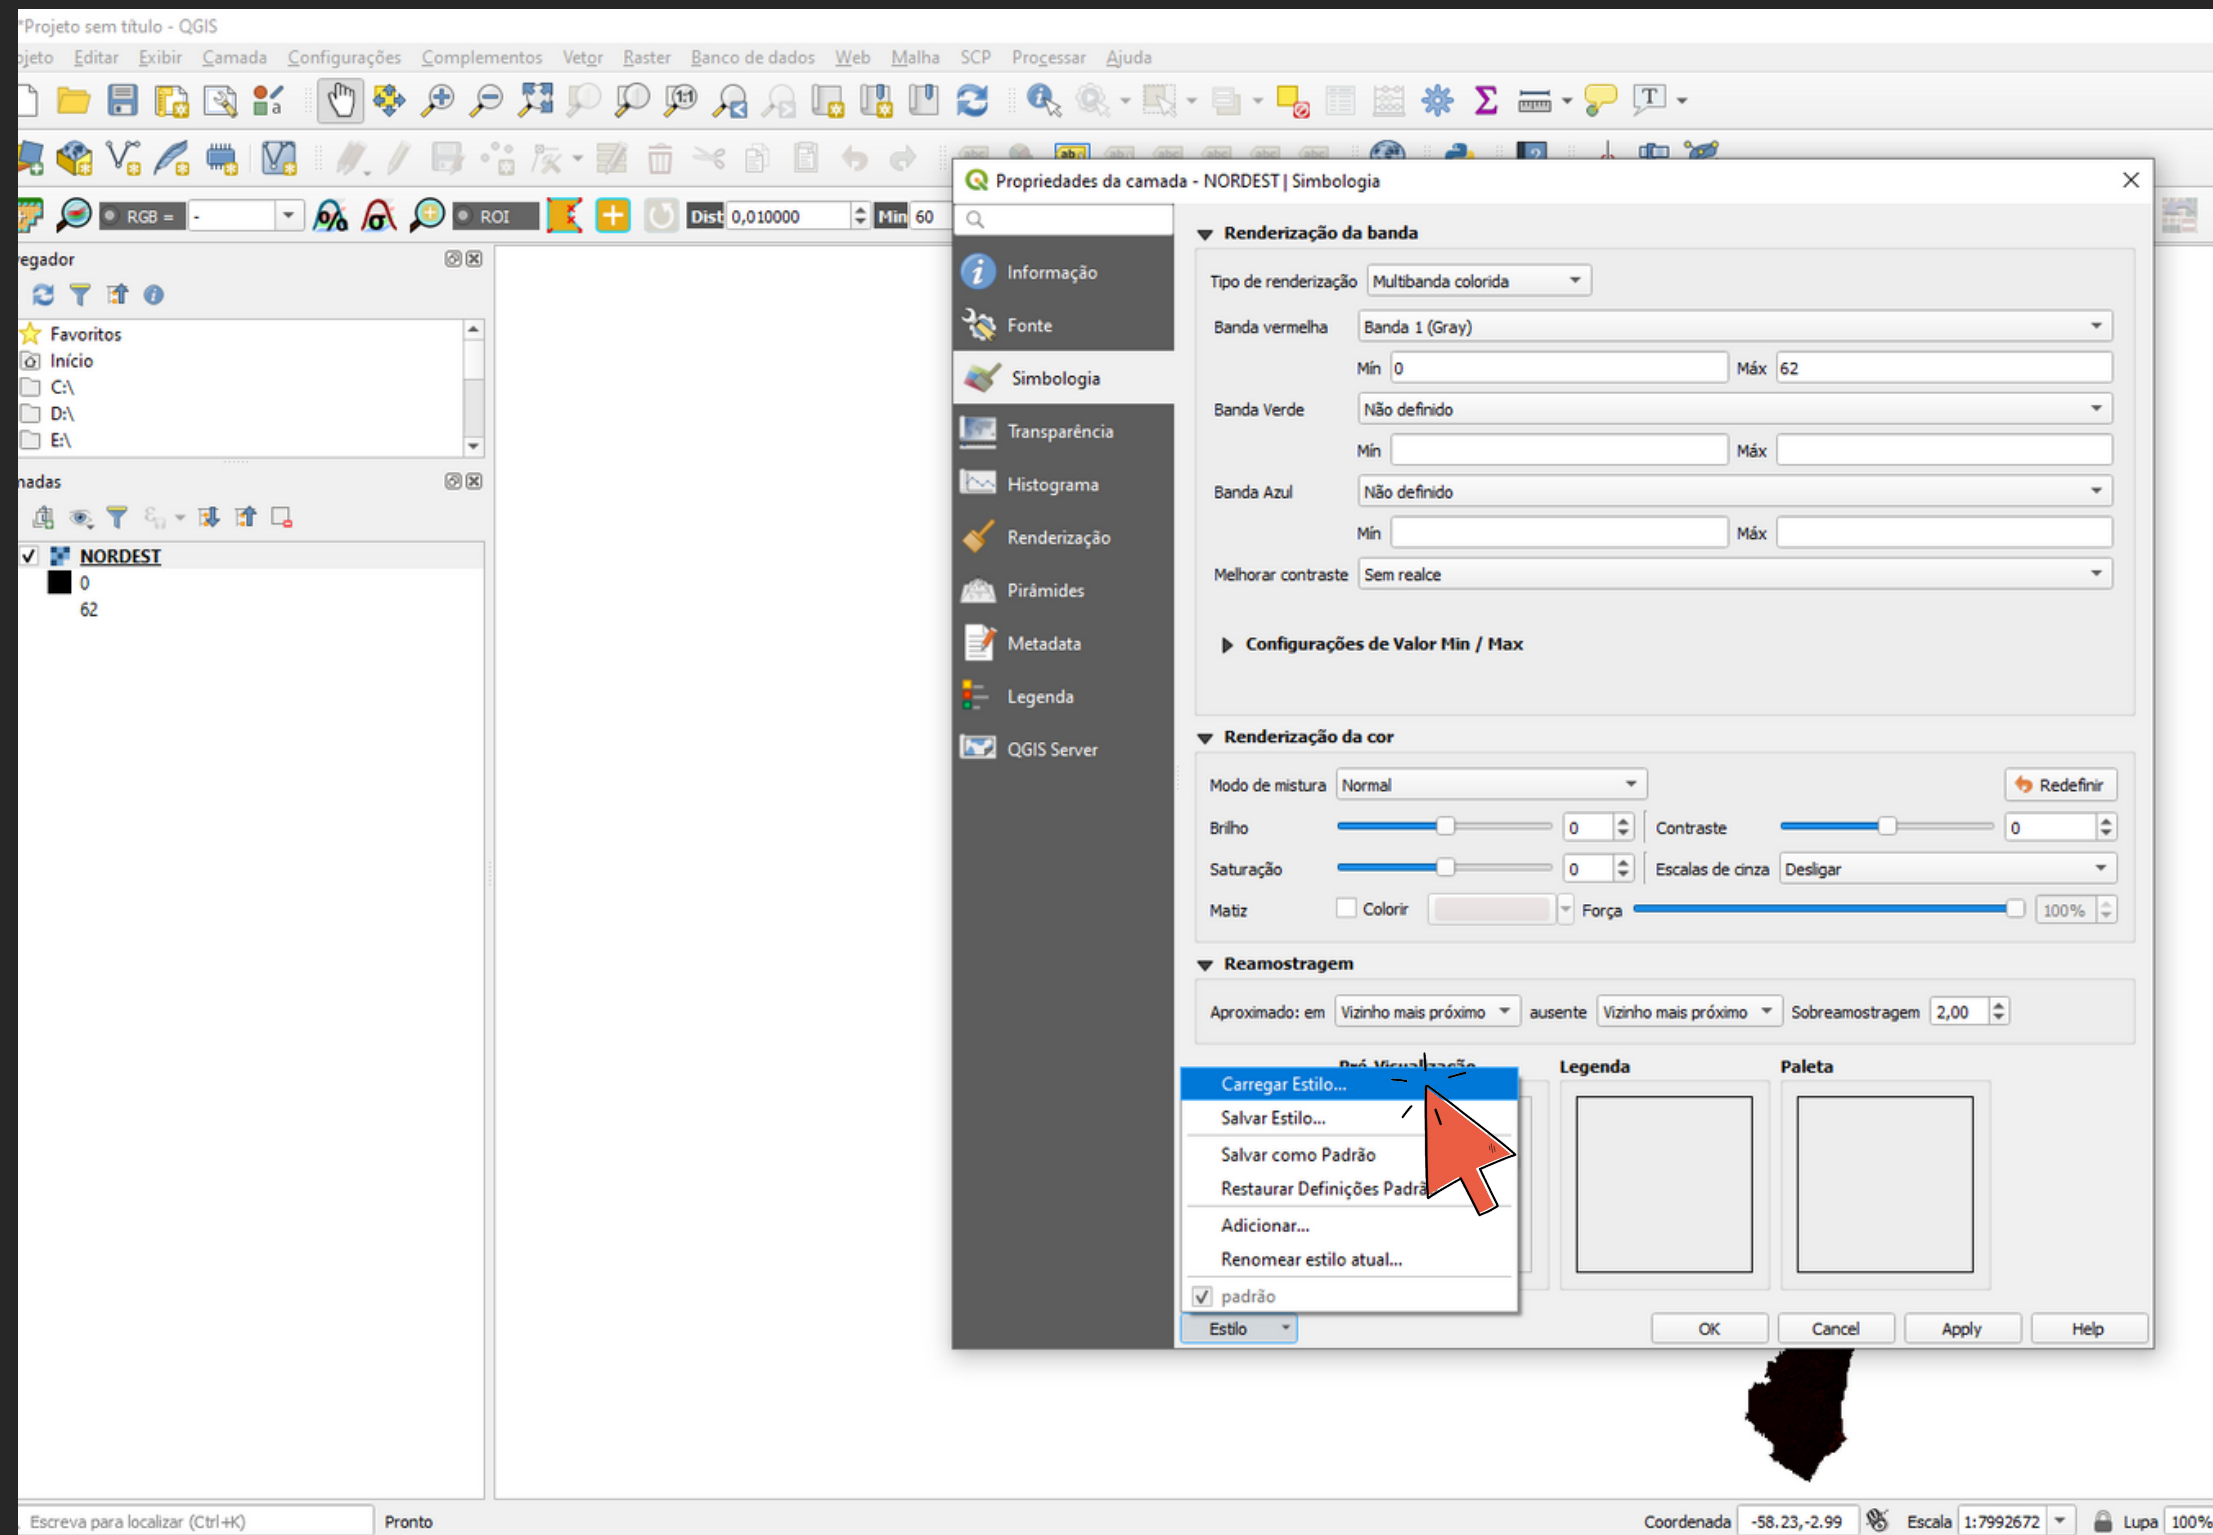 *Projeto sem título - QGIS
ojeto Editar Exibir Camada Configurações Complementos Vetor Raster Banco de dados Web Malha SCP Processar Ajuda
RGB = - ROI Dist 0,010000 Min 60
egador
Favoritos
Início
C:\
D:\
E:\
nadas
NORDEST
0
62
Propriedades da camada - NORDEST | Simbologia
Informação
Fonte
Simbologia
Transparência
Histograma
Renderização
Pirâmides
Metadata
Legenda
QGIS Server
Renderização da banda
Tipo de renderização Multibanda colorida
Banda vermelha Banda 1 (Gray)
Mín 0 Máx 62
Banda Verde Não definido
Mín Máx
Banda Azul Não definido
Mín Máx
Melhorar contraste Sem realce
Configurações de Valor Min / Max
Renderização da cor
Modo de mistura Normal Redefinir
Brilho 0 Contraste 0
Saturação 0 Escalas de cinza Desligar
Matiz Colorir Força 100%
Reamostragem
Aproximado: em Vizinho mais próximo ausente Vizinho mais próximo Sobreamostragem 2,00
Pré-Visualização Legenda Paleta
Carregar Estilo...
Salvar Estilo...
Salvar como Padrão
Restaurar Definições Padrã
Adicionar...
Renomear estilo atual...
padrão
Estilo OK Cancel Apply Help
Escreva para localizar (Ctrl+K) Pronto Coordenada -58.23,-2.99 Escala 1:7992672 Lupa 100%